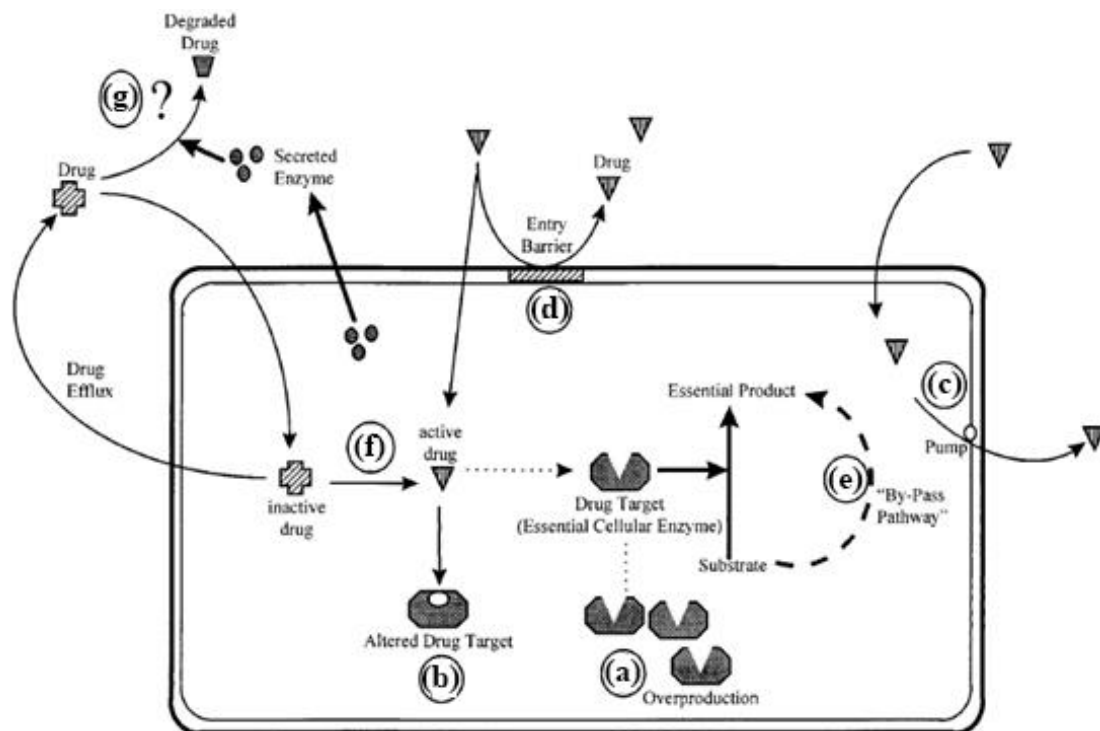 Degraded
Drug
(g) ?
Drug
Secreted
Enzyme
Drug
Entry
Barrier
(d)
Drug
Efflux
(c)
Pump
Essential Product
(f)
active
drug
inactive
drug
Drug Target
(Essential Cellular Enzyme)
(e)
"By-Pass
Pathway"
Substrate
Altered Drug Target
(b)
(a)
Overproduction